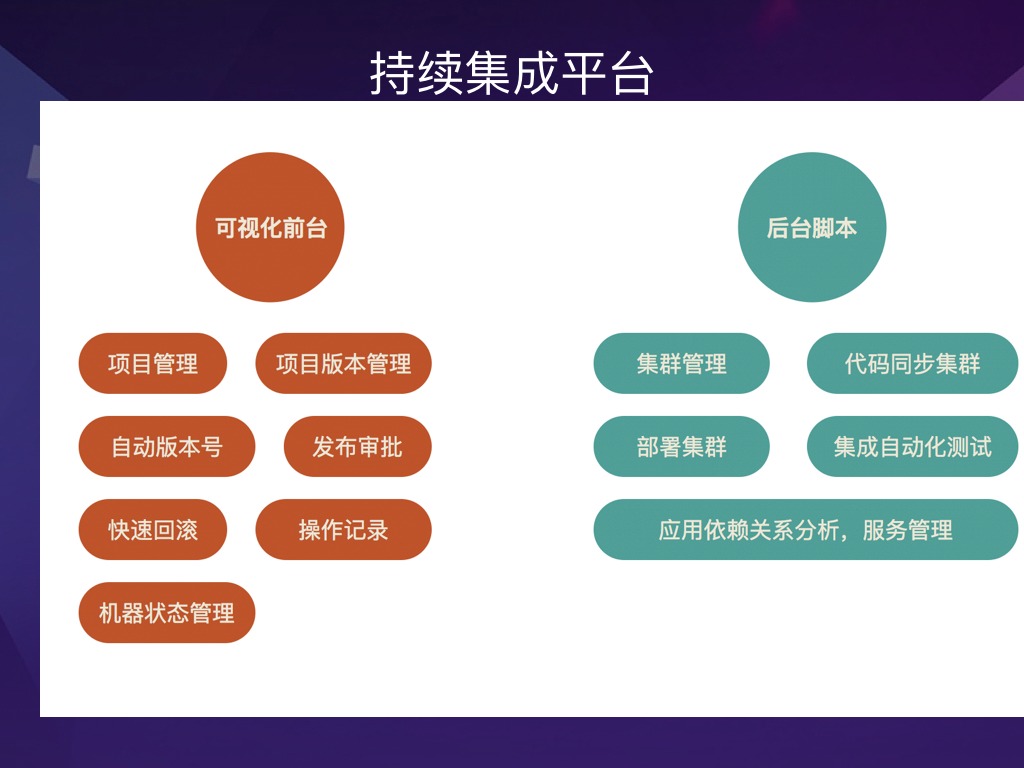 持续集成平台
可视化前台
后台脚本
项目管理
项目版本管理
自动版本号
发布审批
快速回滚
操作记录
机器状态管理
集群管理
代码同步集群
部署集群
集成自动化测试
应用依赖关系分析，服务管理